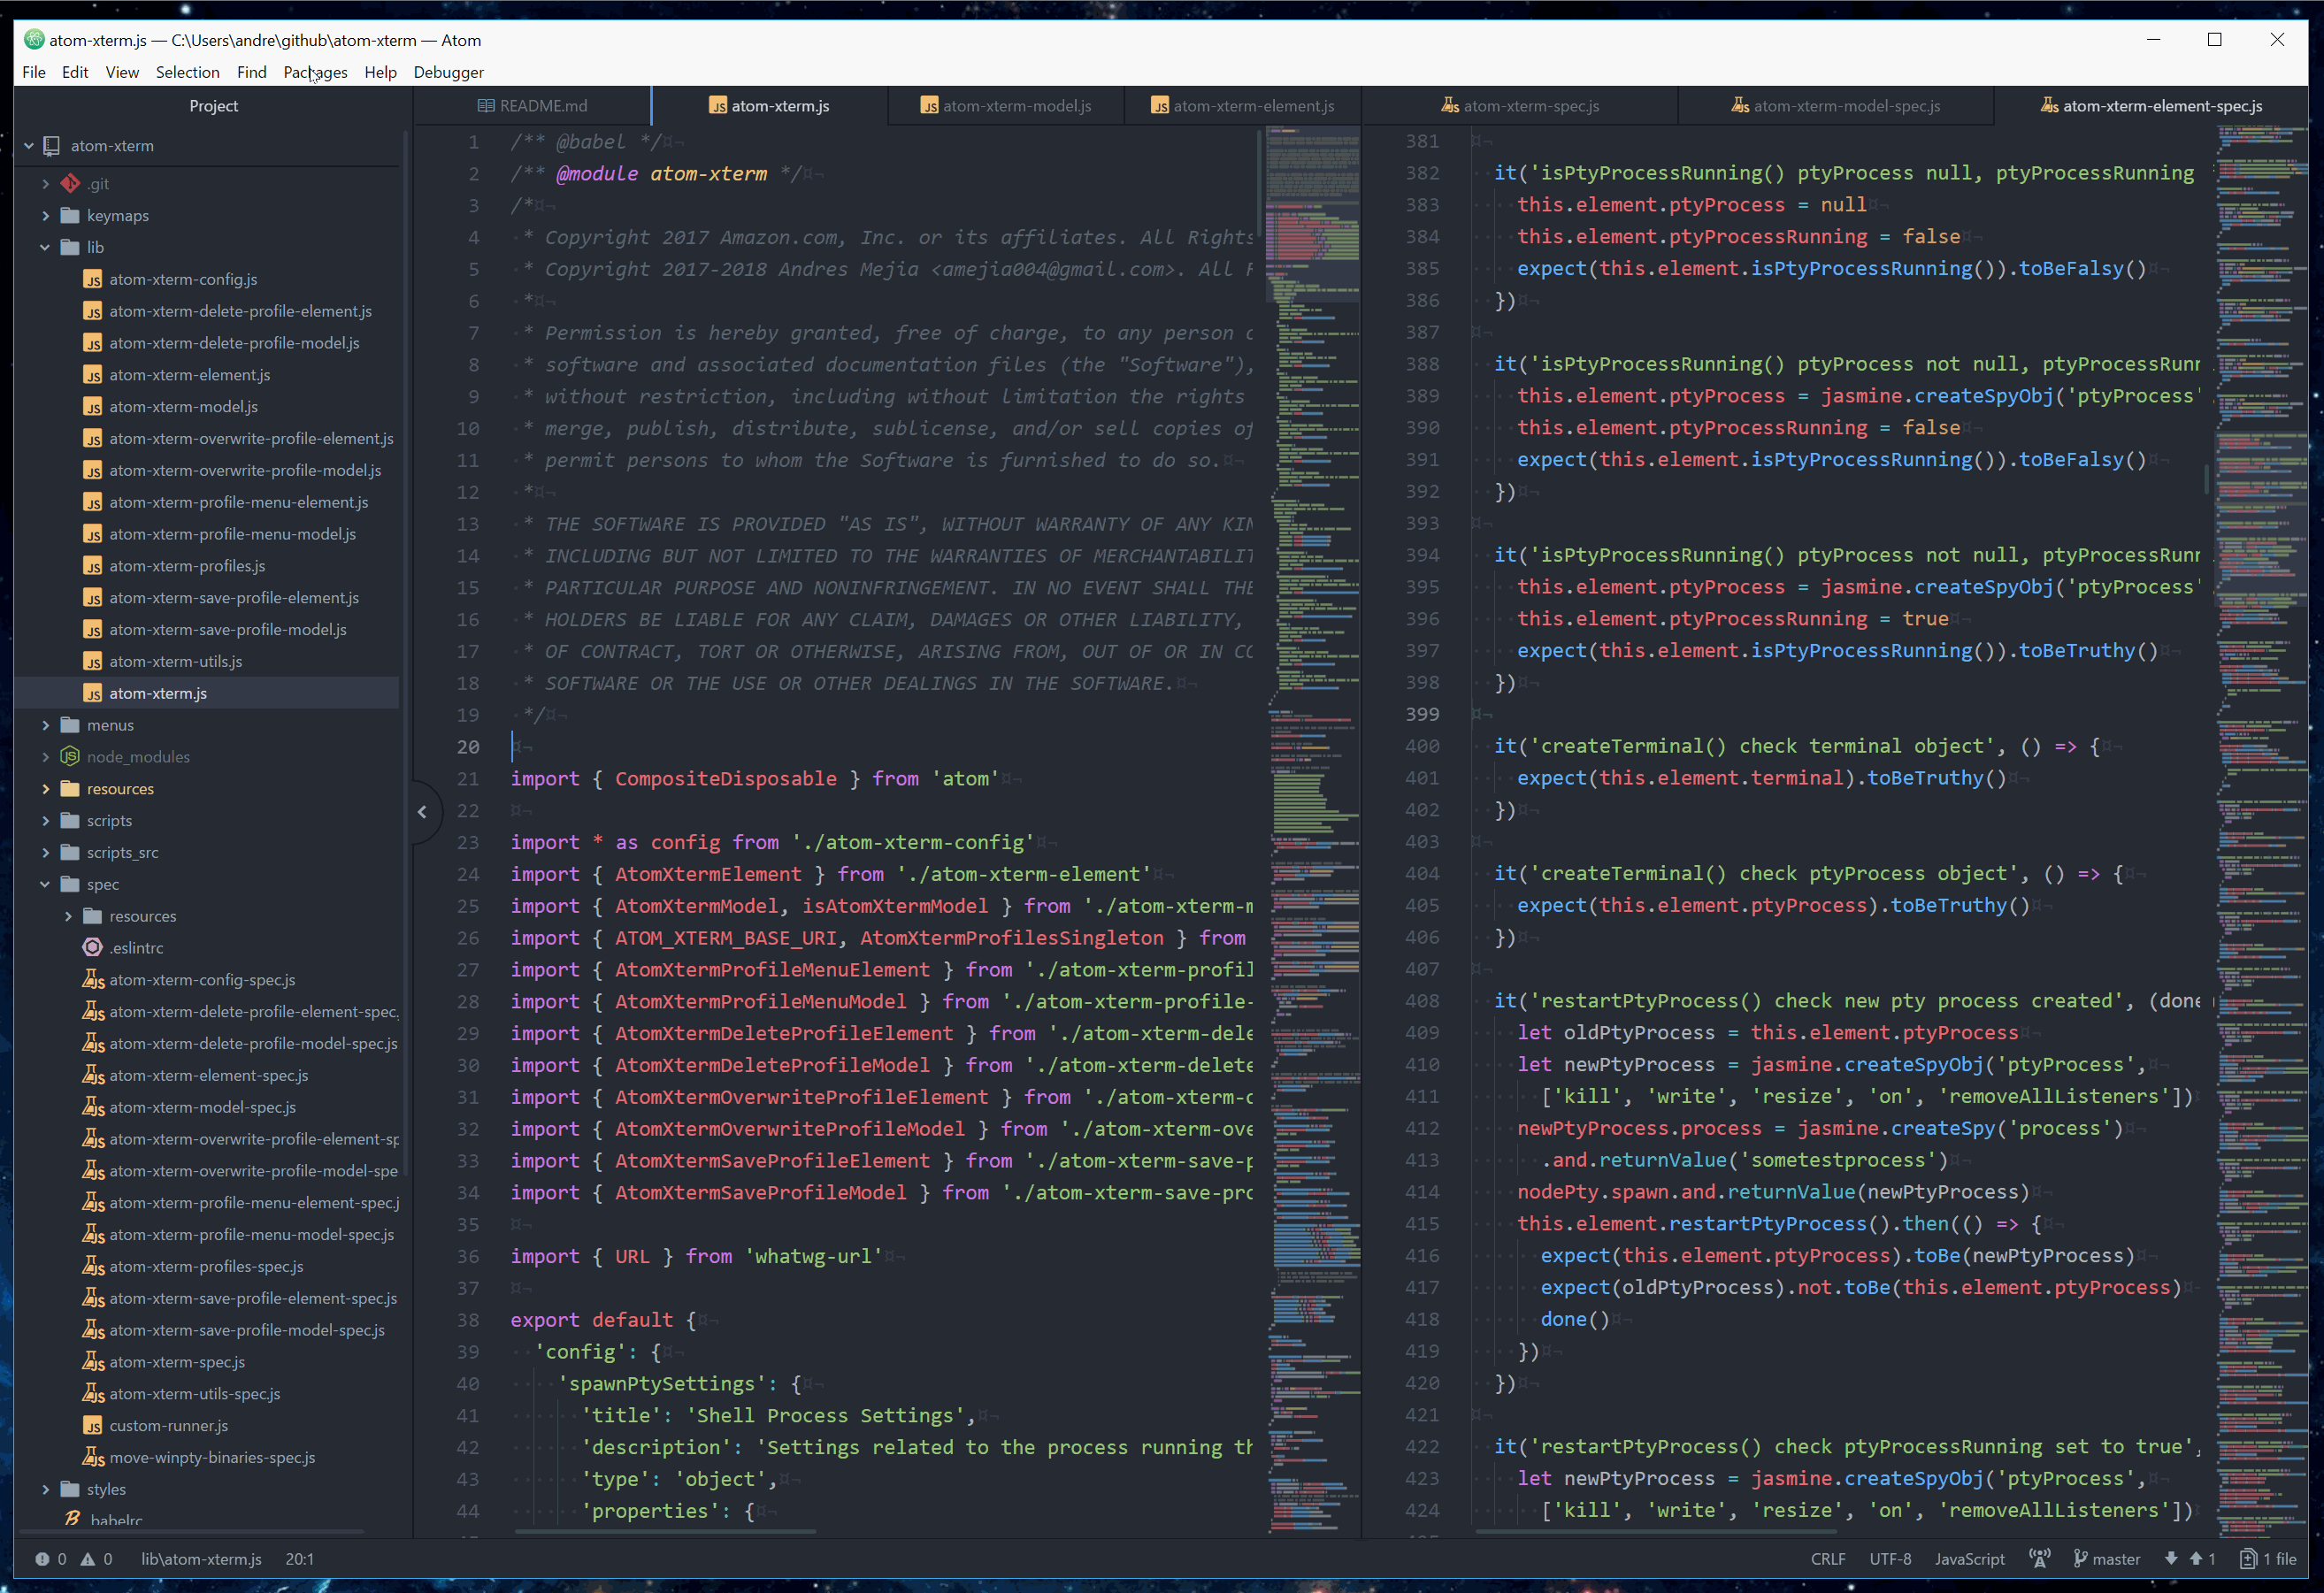 atom-xterm.js — C:\Users\andre\github\atom-xterm — Atom
File Edit View Selection Find Packages Help Debugger
Project
atom-xterm
.git
keymaps
lib
atom-xterm-config.js
atom-xterm-delete-profile-element.js
atom-xterm-delete-profile-model.js
atom-xterm-element.js
atom-xterm-model.js
atom-xterm-overwrite-profile-element.js
atom-xterm-overwrite-profile-model.js
atom-xterm-profile-menu-element.js
atom-xterm-profile-menu-model.js
atom-xterm-profiles.js
atom-xterm-save-profile-element.js
atom-xterm-save-profile-model.js
atom-xterm-utils.js
atom-xterm.js
menus
node_modules
resources
scripts
scripts_src
spec
resources
.eslintrc
atom-xterm-config-spec.js
atom-xterm-delete-profile-element-spec.
atom-xterm-delete-profile-model-spec.js
atom-xterm-element-spec.js
atom-xterm-model-spec.js
atom-xterm-overwrite-profile-element-sp
atom-xterm-overwrite-profile-model-spe
atom-xterm-profile-menu-element-spec.j
atom-xterm-profile-menu-model-spec.js
atom-xterm-profiles-spec.js
atom-xterm-save-profile-element-spec.js
atom-xterm-save-profile-model-spec.js
atom-xterm-spec.js
atom-xterm-utils-spec.js
custom-runner.js
move-winpty-binaries-spec.js
styles
.babelrc
README.md atom-xterm.js atom-xterm-model.js atom-xterm-element.js
1 /** @babel */
2 /** @module atom-xterm */
3 /*
4 * Copyright 2017 Amazon.com, Inc. or its affiliates. All Rights
5 * Copyright 2017-2018 Andres Mejia <amejia004@gmail.com>. All R
6 *
7 * Permission is hereby granted, free of charge, to any person o
8 * software and associated documentation files (the "Software"),
9 * without restriction, including without limitation the rights
10 * merge, publish, distribute, sublicense, and/or sell copies of
11 * permit persons to whom the Software is furnished to do so.
12 *
13 * THE SOFTWARE IS PROVIDED "AS IS", WITHOUT WARRANTY OF ANY KIN
14 * INCLUDING BUT NOT LIMITED TO THE WARRANTIES OF MERCHANTABILIT
15 * PARTICULAR PURPOSE AND NONINFRINGEMENT. IN NO EVENT SHALL THE
16 * HOLDERS BE LIABLE FOR ANY CLAIM, DAMAGES OR OTHER LIABILITY,
17 * OF CONTRACT, TORT OR OTHERWISE, ARISING FROM, OUT OF OR IN CO
18 * SOFTWARE OR THE USE OR OTHER DEALINGS IN THE SOFTWARE.
19 */
20
21 import { CompositeDisposable } from 'atom'
22
23 import * as config from './atom-xterm-config'
24 import { AtomXtermElement } from './atom-xterm-element'
25 import { AtomXtermModel, isAtomXtermModel } from './atom-xterm-m
26 import { ATOM_XTERM_BASE_URI, AtomXtermProfilesSingleton } from
27 import { AtomXtermProfileMenuElement } from './atom-xterm-profil
28 import { AtomXtermProfileMenuModel } from './atom-xterm-profile-
29 import { AtomXtermDeleteProfileElement } from './atom-xterm-dele
30 import { AtomXtermDeleteProfileModel } from './atom-xterm-delete
31 import { AtomXtermOverwriteProfileElement } from './atom-xterm-o
32 import { AtomXtermOverwriteProfileModel } from './atom-xterm-ove
33 import { AtomXtermSaveProfileElement } from './atom-xterm-save-p
34 import { AtomXtermSaveProfileModel } from './atom-xterm-save-pro
35
36 import { URL } from 'whatwg-url'
37
38 export default {
39 'config': {
40 'spawnPtySettings': {
41 'title': 'Shell Process Settings',
42 'description': 'Settings related to the process running th
43 'type': 'object',
44 'properties': {
atom-xterm-spec.js atom-xterm-model-spec.js atom-xterm-element-spec.js
381
382 it('isPtyProcessRunning() ptyProcess null, ptyProcessRunning
383 this.element.ptyProcess = null
384 this.element.ptyProcessRunning = false
385 expect(this.element.isPtyProcessRunning()).toBeFalsy()
386 })
387
388 it('isPtyProcessRunning() ptyProcess not null, ptyProcessRunn
389 this.element.ptyProcess = jasmine.createSpyObj('ptyProcess'
390 this.element.ptyProcessRunning = false
391 expect(this.element.isPtyProcessRunning()).toBeFalsy()
392 })
393
394 it('isPtyProcessRunning() ptyProcess not null, ptyProcessRunn
395 this.element.ptyProcess = jasmine.createSpyObj('ptyProcess'
396 this.element.ptyProcessRunning = true
397 expect(this.element.isPtyProcessRunning()).toBeTruthy()
398 })
399
400 it('createTerminal() check terminal object', () => {
401 expect(this.element.terminal).toBeTruthy()
402 })
403
404 it('createTerminal() check ptyProcess object', () => {
405 expect(this.element.ptyProcess).toBeTruthy()
406 })
407
408 it('restartPtyProcess() check new pty process created', (done
409 let oldPtyProcess = this.element.ptyProcess
410 let newPtyProcess = jasmine.createSpyObj('ptyProcess',
411 ['kill', 'write', 'resize', 'on', 'removeAllListeners'])
412 newPtyProcess.process = jasmine.createSpy('process')
413 .and.returnValue('sometestprocess')
414 nodePty.spawn.and.returnValue(newPtyProcess)
415 this.element.restartPtyProcess().then(() => {
416 expect(this.element.ptyProcess).toBe(newPtyProcess)
417 expect(oldPtyProcess).not.toBe(this.element.ptyProcess)
418 done()
419 })
420 })
421
422 it('restartPtyProcess() check ptyProcessRunning set to true',
423 let newPtyProcess = jasmine.createSpyObj('ptyProcess',
424 ['kill', 'write', 'resize', 'on', 'removeAllListeners'])
0 0 lib\atom-xterm.js 20:1 CRLF UTF-8 JavaScript master 1 1 file